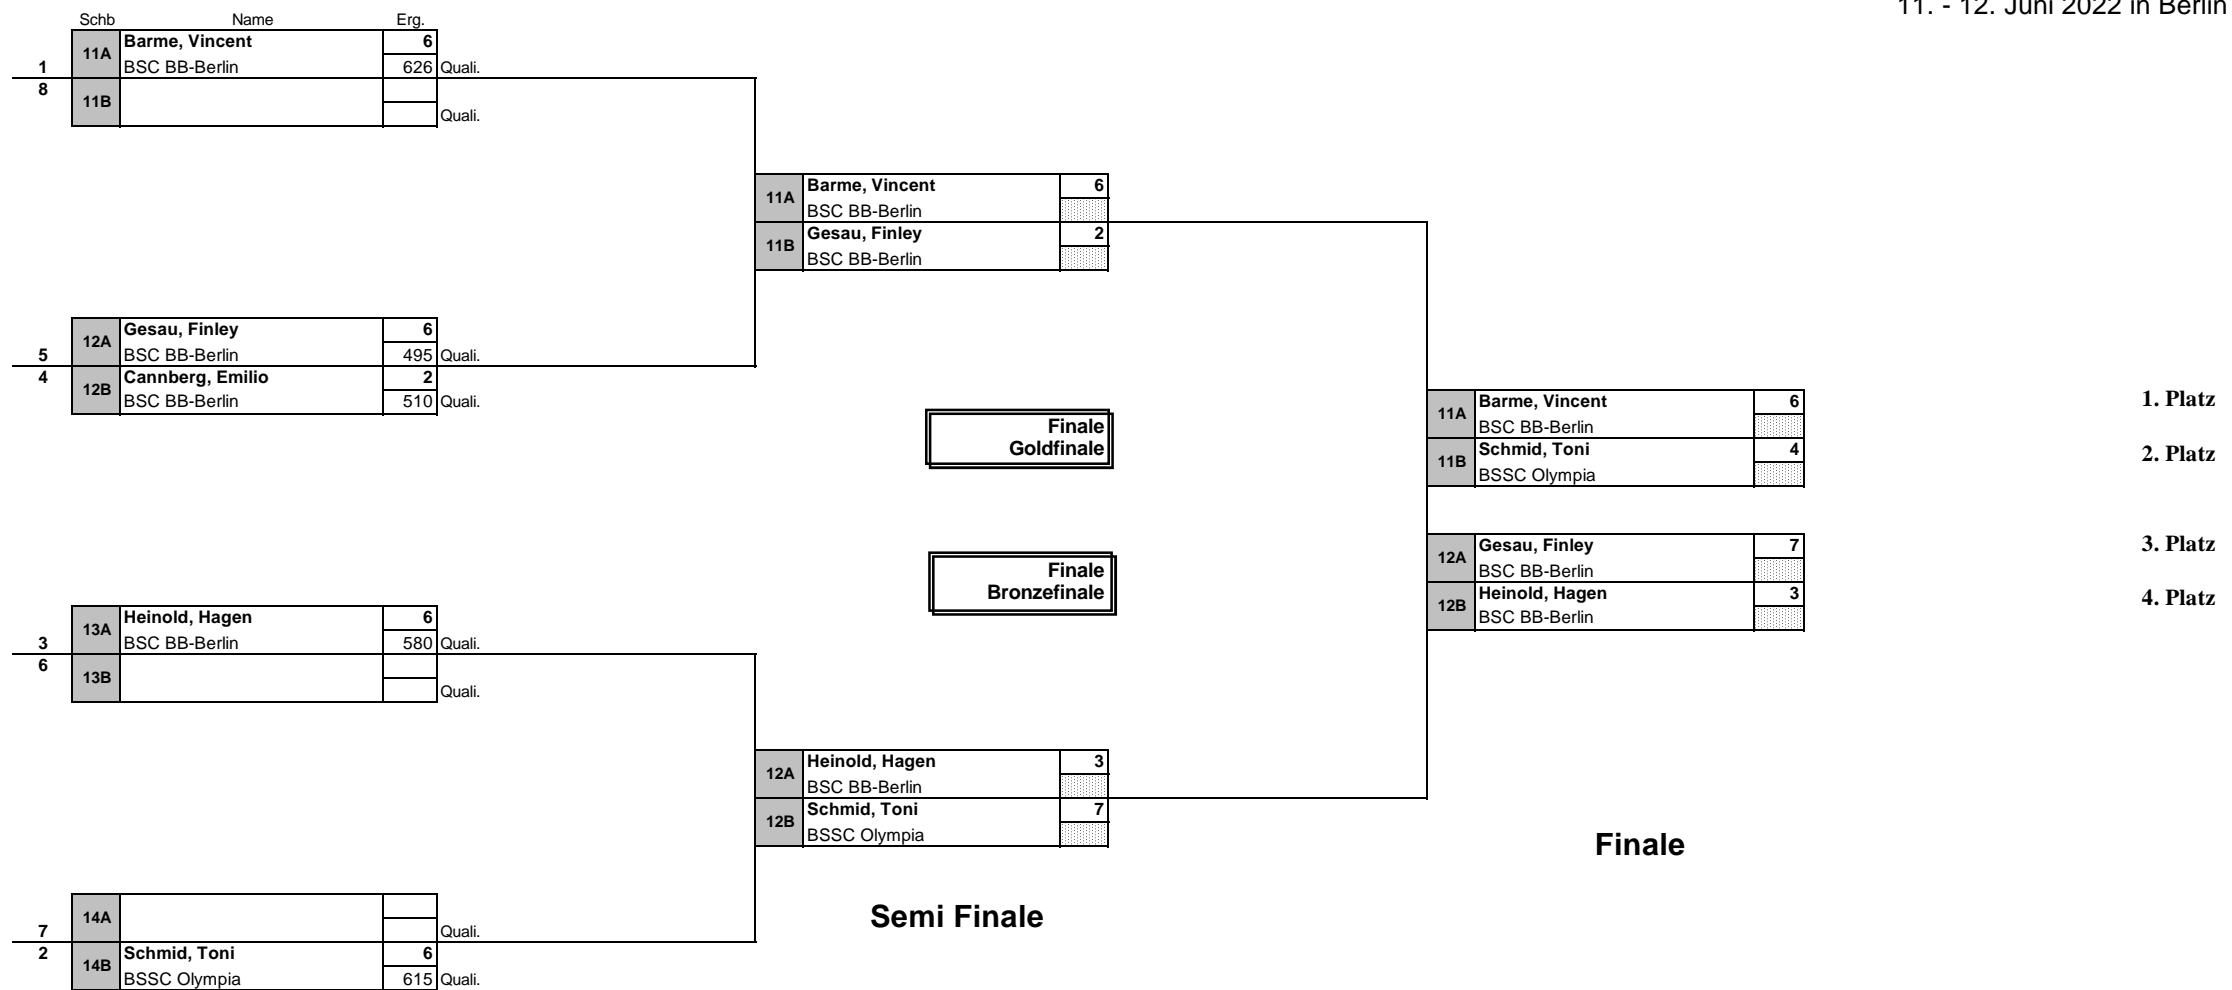 11. - 12. Juni 2022 in Berlin
Schb Name Erg.
11A Barme, Vincent 6
1 BSC BB-Berlin 626 Quali.
8 11B
Quali.
11A Barme, Vincent 6
BSC BB-Berlin
11B Gesau, Finley 2
BSC BB-Berlin
12A Gesau, Finley 6
5 BSC BB-Berlin 495 Quali.
4 12B Cannberg, Emilio 2
BSC BB-Berlin 510 Quali.
Finale
Goldfinale
11A Barme, Vincent 6 1. Platz
BSC BB-Berlin
11B Schmid, Toni 4 2. Platz
BSSC Olympia
Finale
Bronzefinale
12A Gesau, Finley 7 3. Platz
BSC BB-Berlin
12B Heinold, Hagen 3 4. Platz
BSC BB-Berlin
13A Heinold, Hagen 6
3 BSC BB-Berlin 580 Quali.
6 13B
Quali.
12A Heinold, Hagen 3
BSC BB-Berlin
12B Schmid, Toni 7
BSSC Olympia
Finale
Semi Finale
14A
7 Quali.
2 14B Schmid, Toni 6
BSSC Olympia 615 Quali.